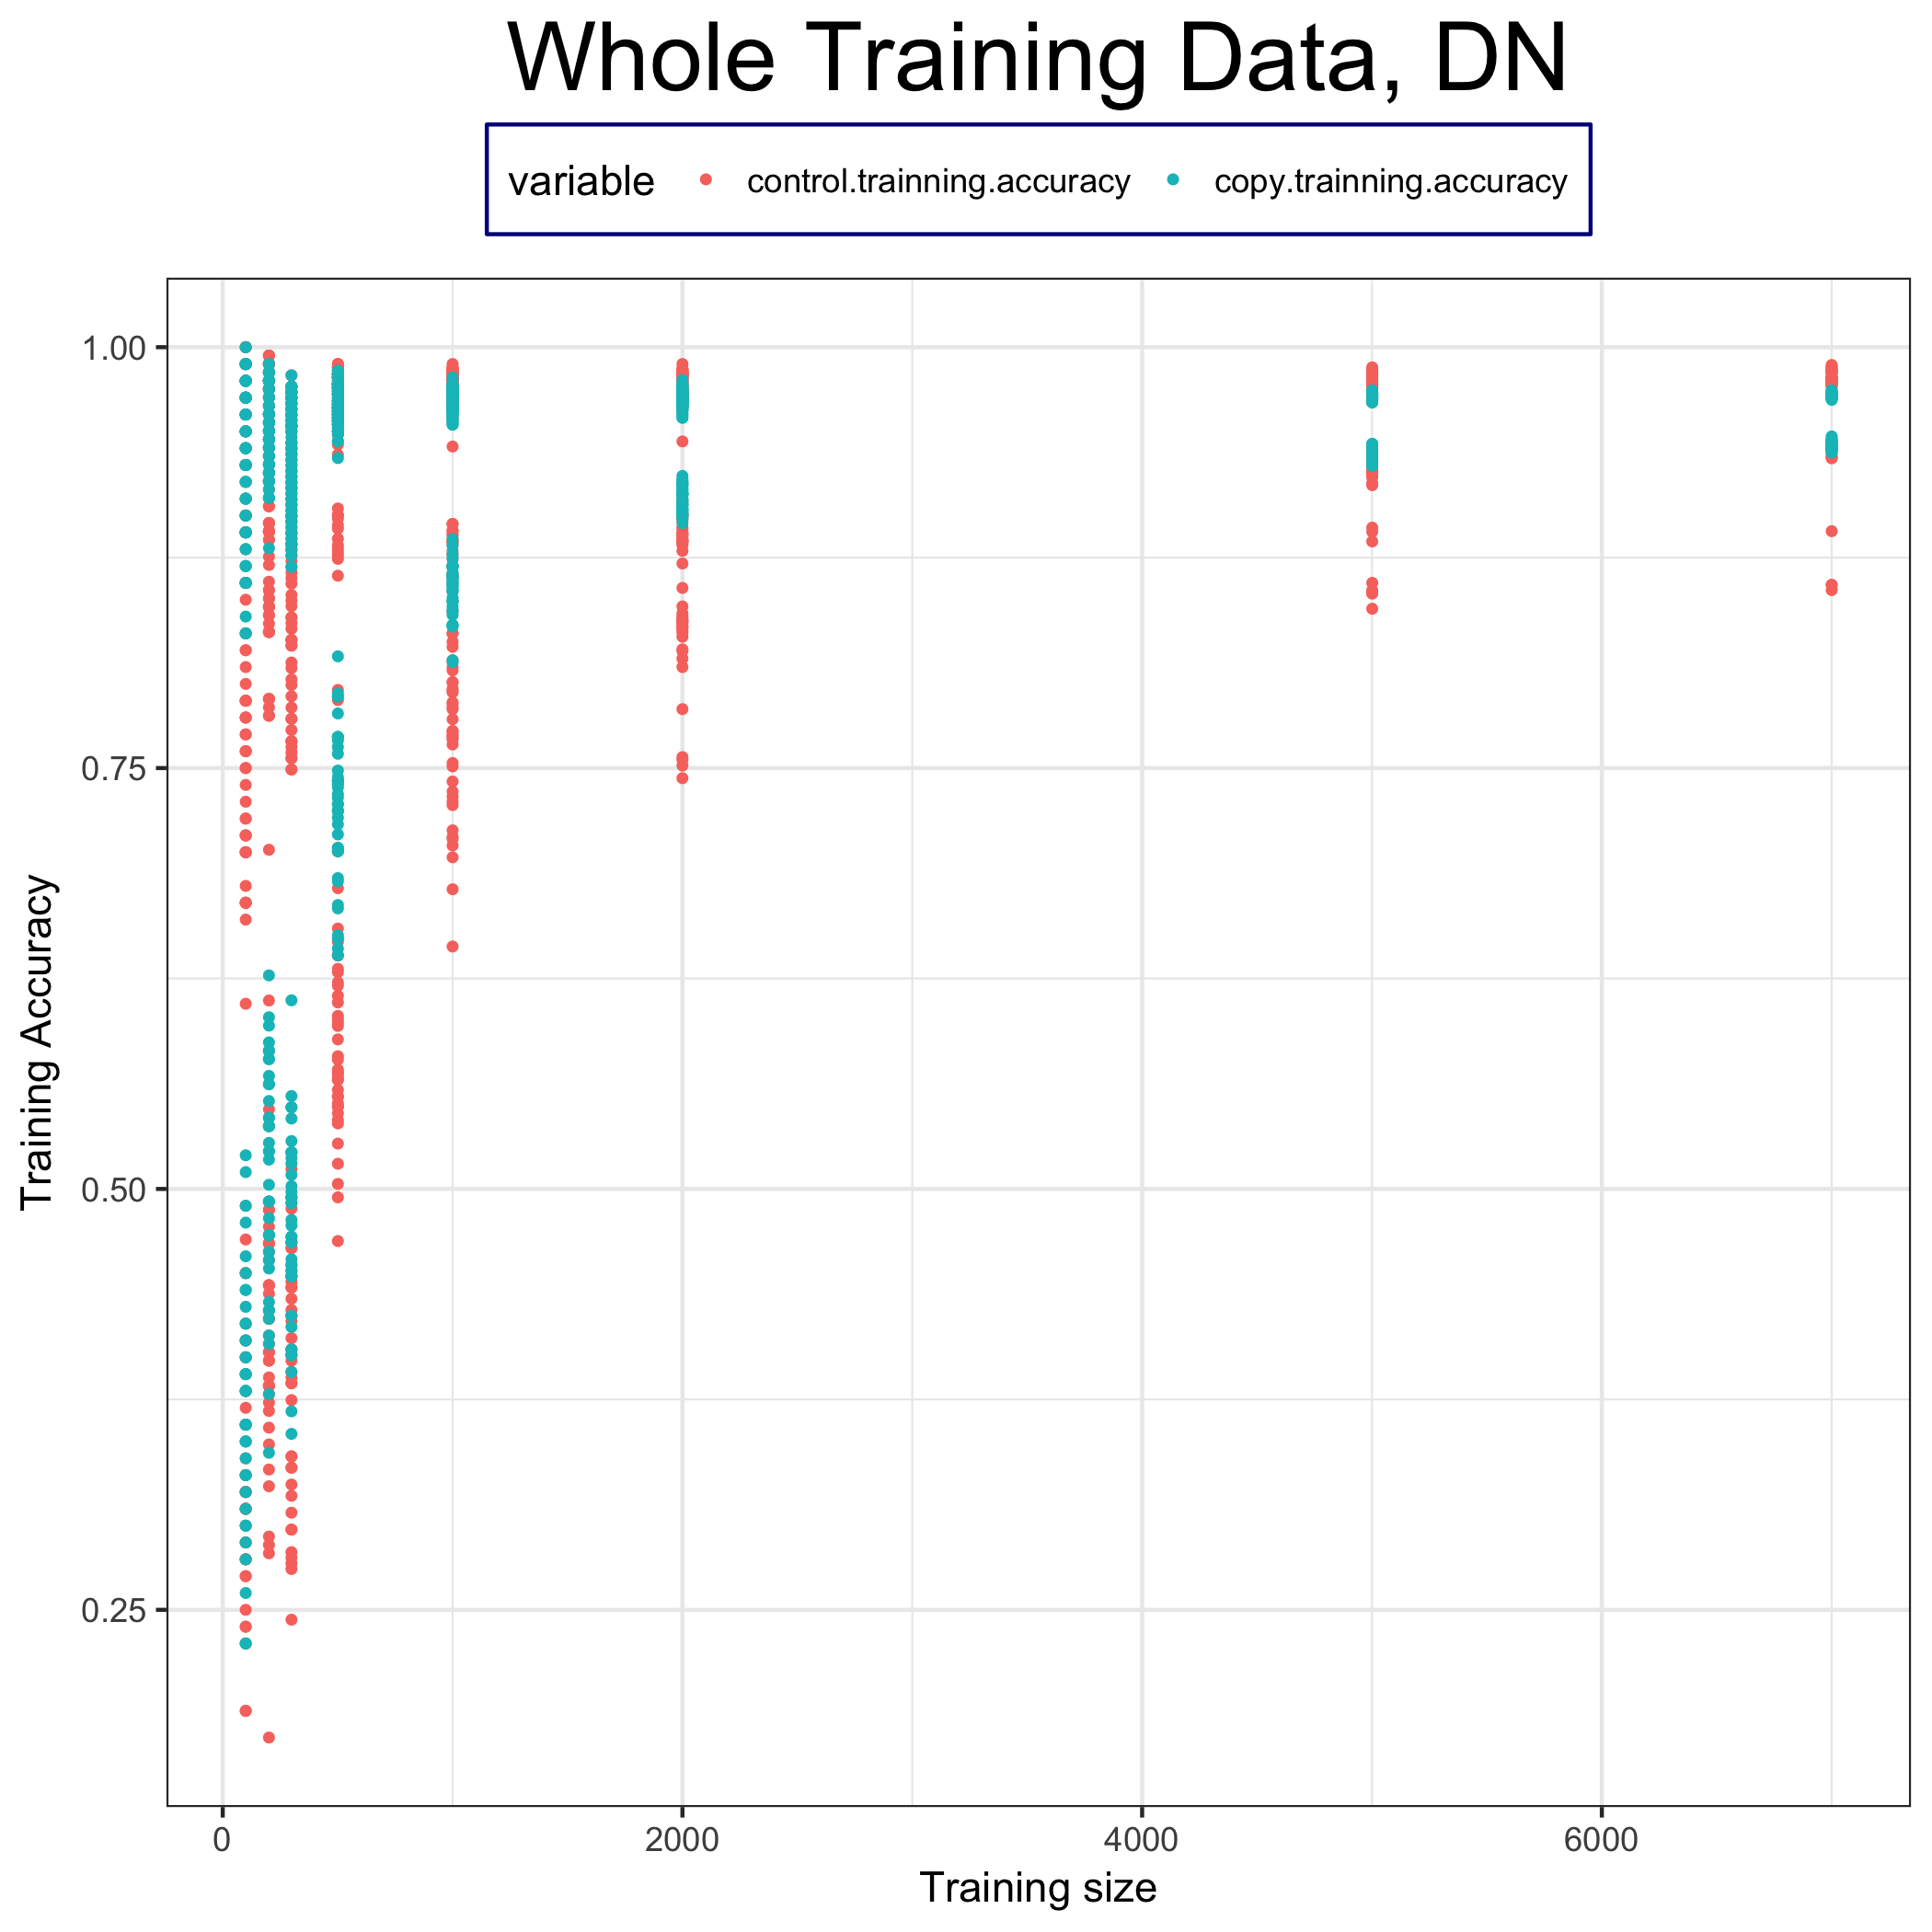 Whole Training Data, DN
variable control.trainning.accuracy copy.trainning.accuracy
1.00
0.75
0.50
0.25
Training Accuracy
0 2000 4000 6000
Training size